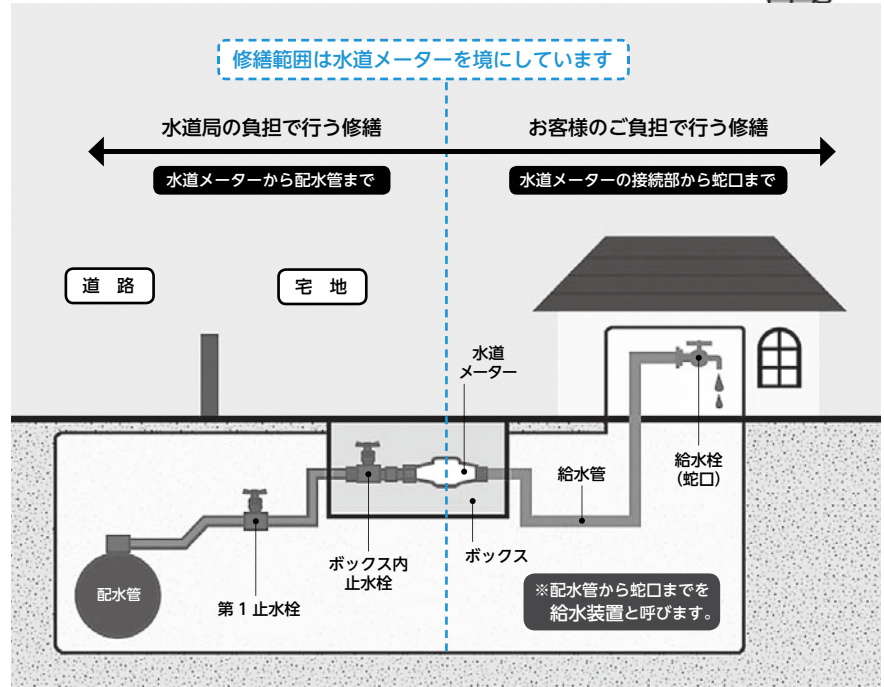 修繕範囲は水道メーターを境にしています
水道局の負担で行う修繕
お客様のご負担で行う修繕
水道メーターから配水管まで
水道メーターの接続部から蛇口まで
道 路
宅 地
水道
メーター
給水管
給水栓
（蛇口）
ボックス
ボックス内
止水栓
第1止水栓
配水管
※配水管から蛇口までを
給水装置と呼びます。